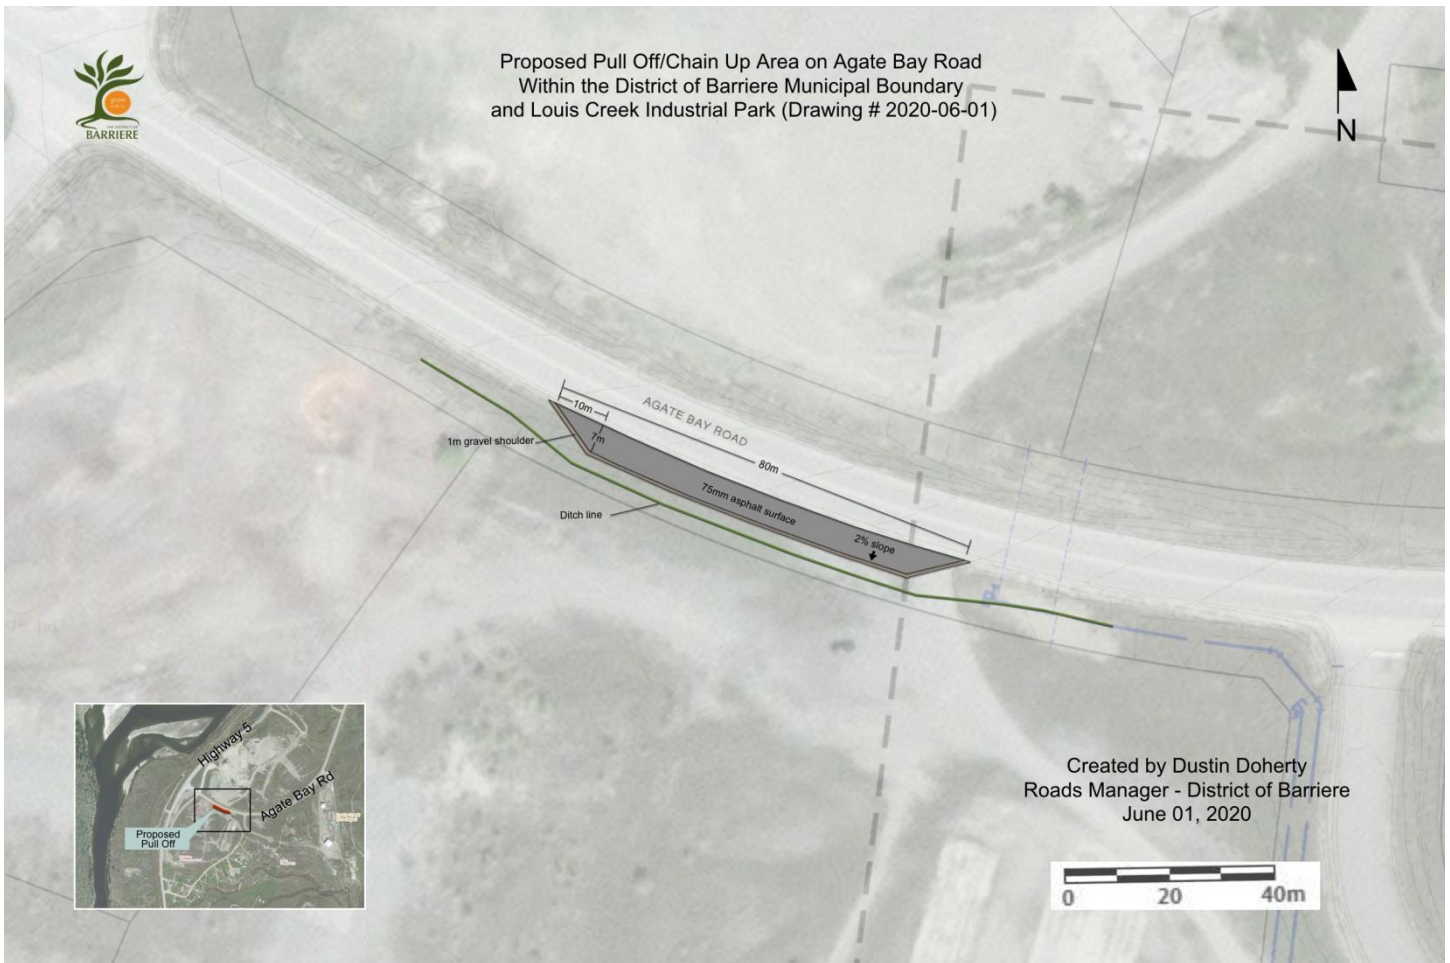 Proposed Pull Off/Chain Up Area on Agate Bay Road
Within the District of Barriere Municipal Boundary
and Louis Creek Industrial Park (Drawing # 2020-06-01)
THE DISTRICT OF
BARRIERE
N
10m
AGATE BAY ROAD
1m gravel shoulder
7m
80m
75mm asphalt surface
Ditch line
2% slope
Highway 5
Agate Bay Rd
Proposed
Pull Off
Created by Dustin Doherty
Roads Manager - District of Barriere
June 01, 2020
0 20 40m